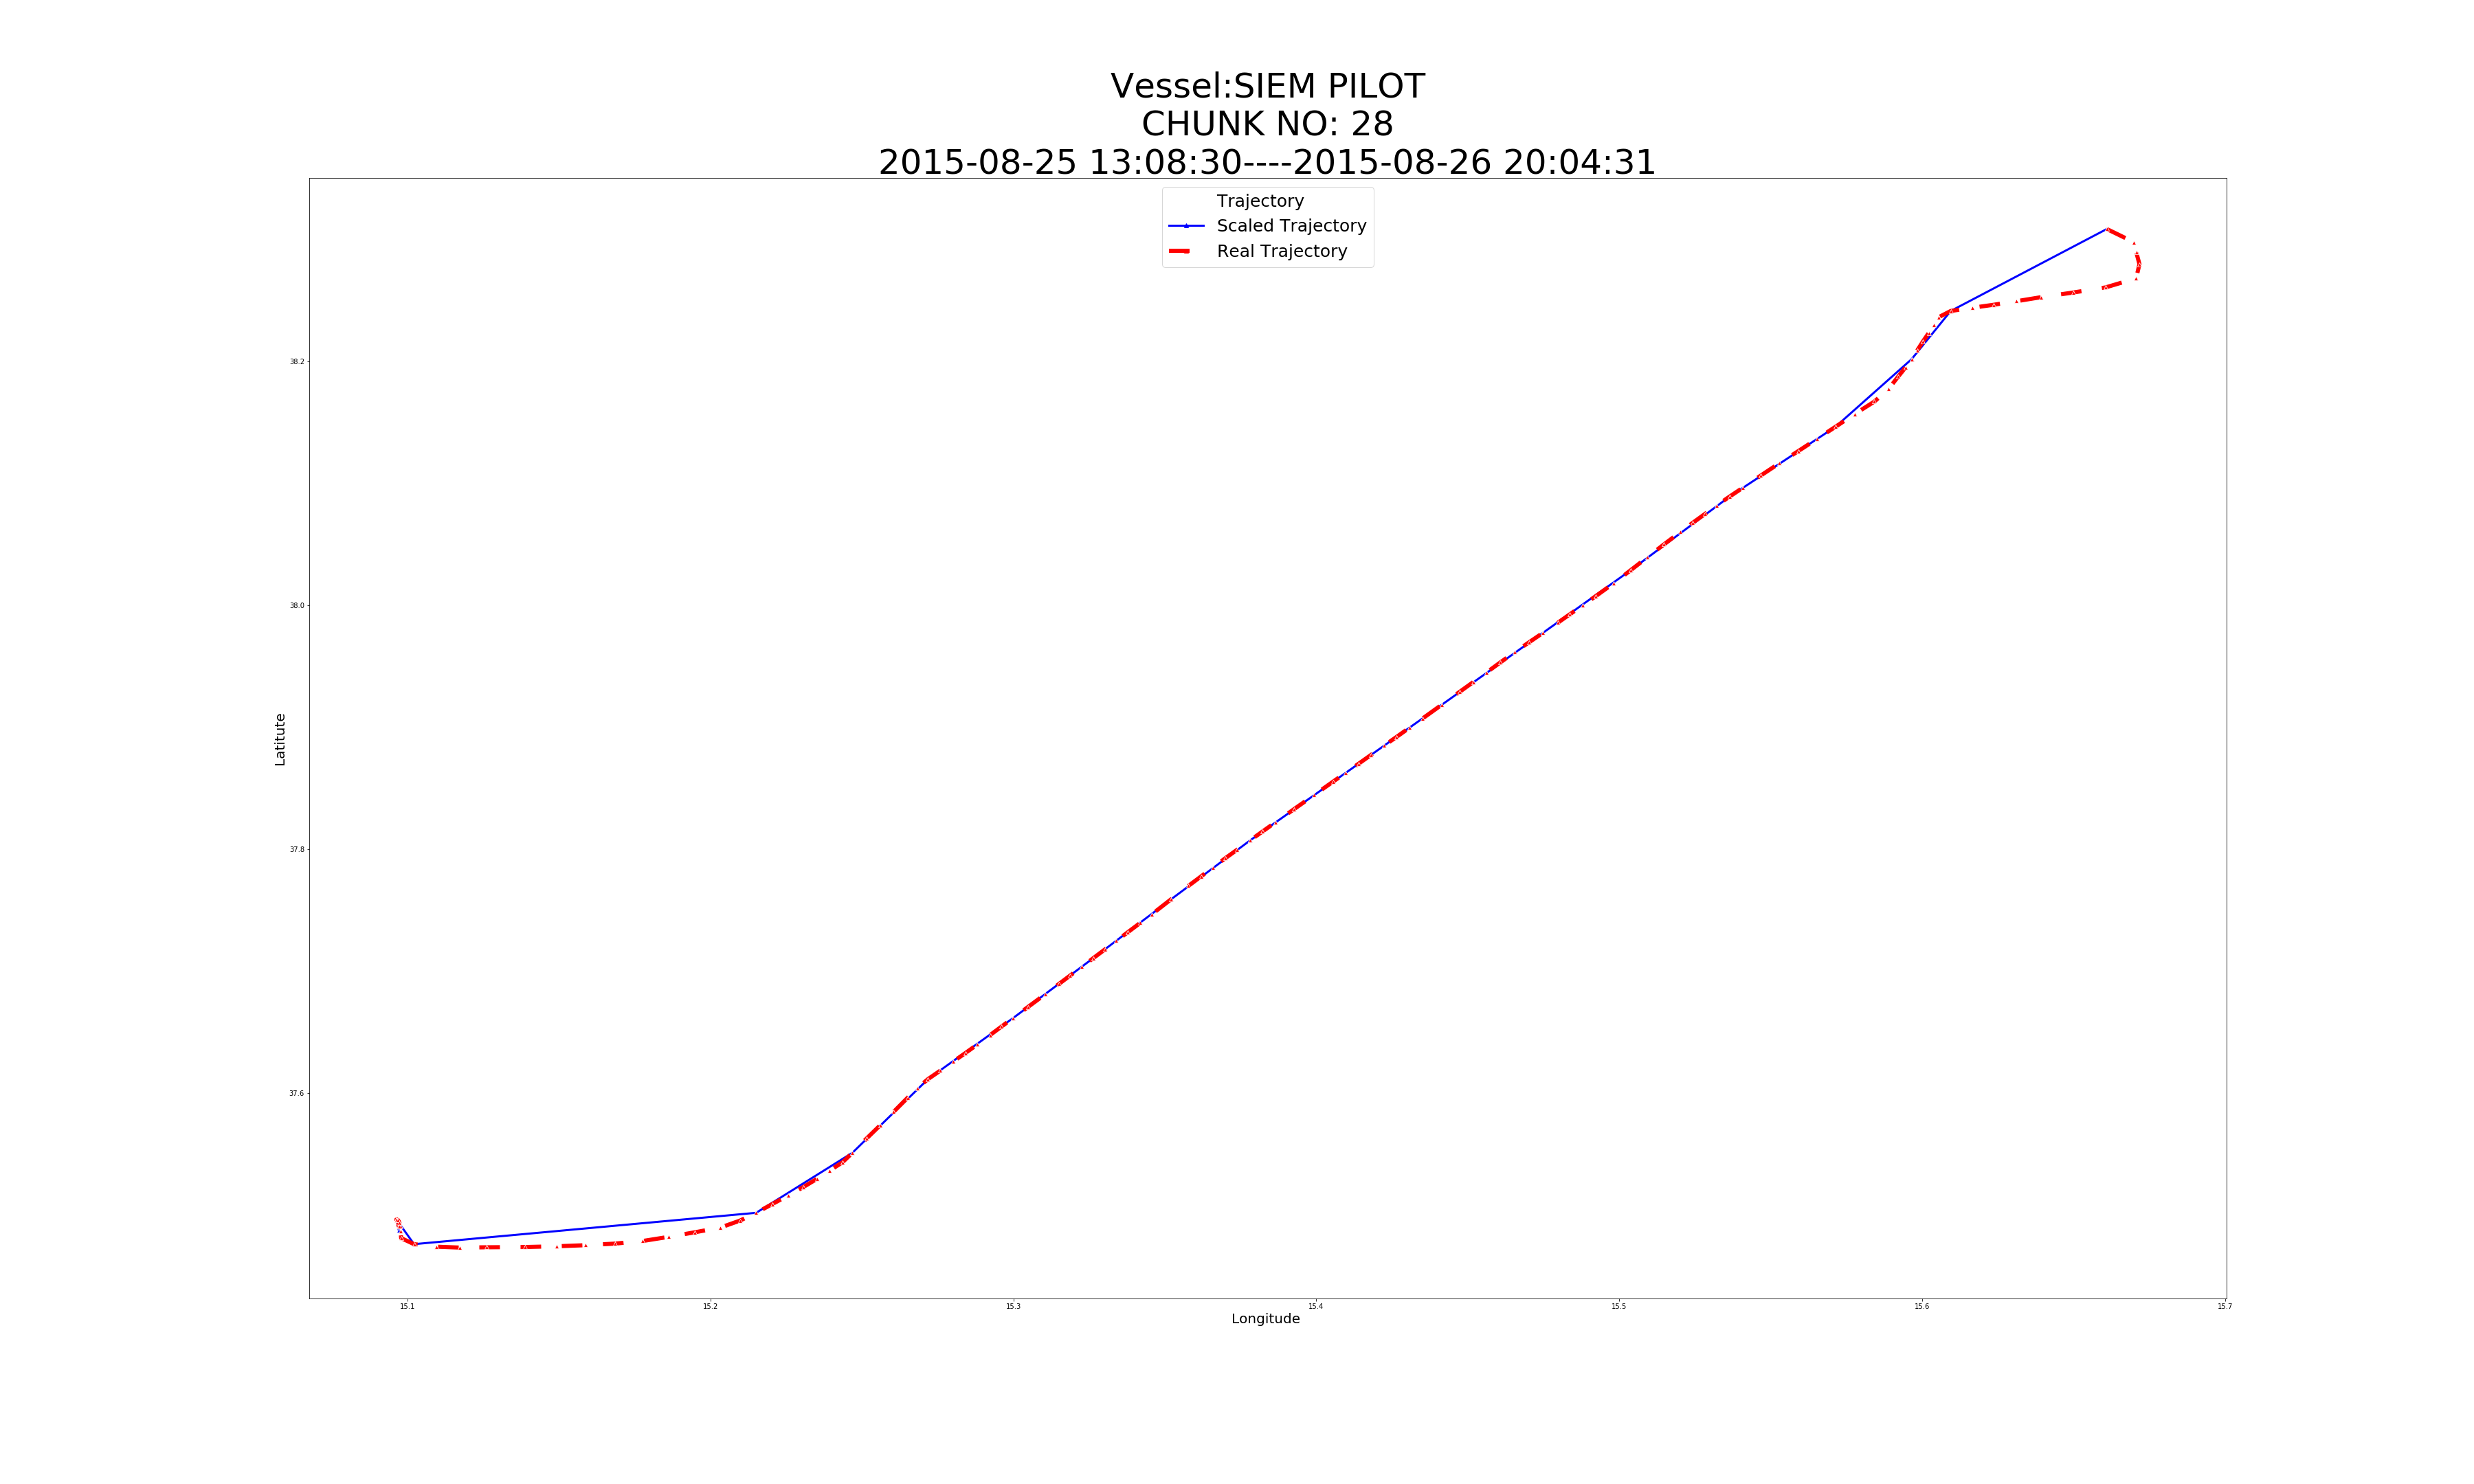 Vessel:SIEM PILOT
CHUNK NO: 28
2015-08-25 13:08:30----2015-08-26 20:04:31
Trajectory
Scaled Trajectory
Real Trajectory
38.2
38.0
37.8
37.6
Latitute
15.1 15.2 15.3 15.4 15.5 15.6 15.7
Longitude